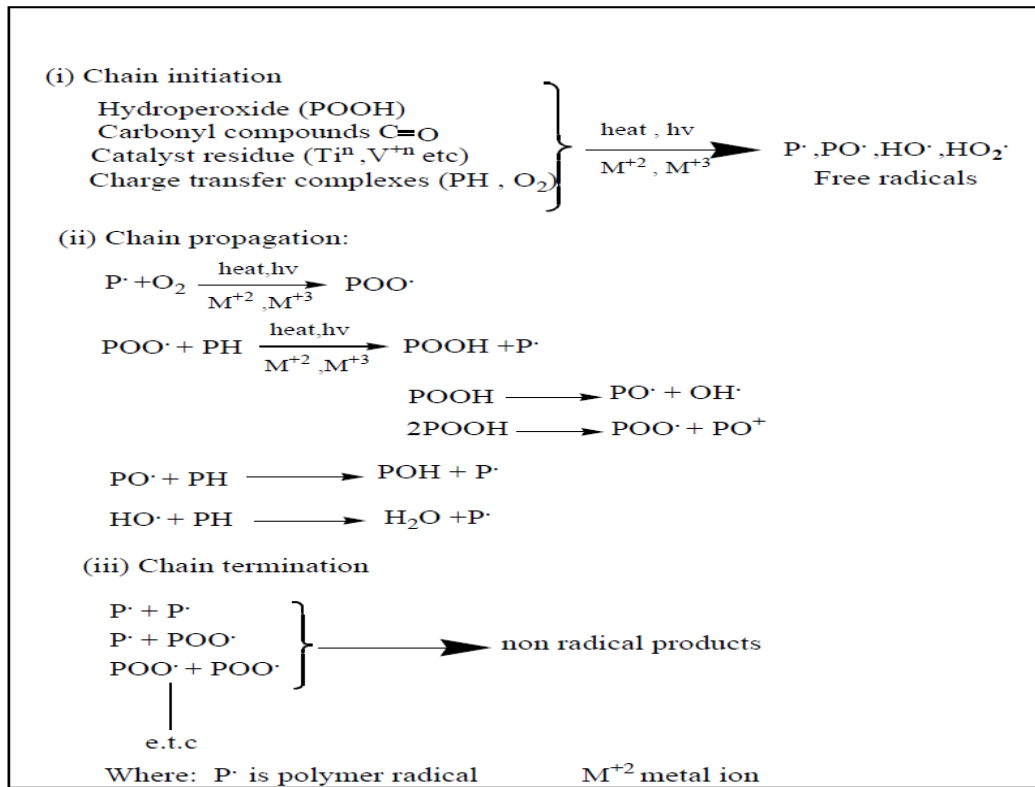 (i) Chain initiation
Hydroperoxide (POOH)
Carbonyl compounds C=O
Catalyst residue (Tiⁿ ,V⁺ⁿ etc)
Charge transfer complexes (PH , O₂)
heat , hv
M⁺² , M⁺³
P· ,PO· ,HO· ,HO₂·
Free radicals
(ii) Chain propagation:
P· +O₂ heat,hv M⁺² ,M⁺³ POO·
POO· + PH heat,hv M⁺² ,M⁺³ POOH +P·
POOH PO· + OH·
2POOH POO· + PO⁺
PO· + PH POH + P·
HO· + PH H₂O +P·
(iii) Chain termination
P· + P·
P· + POO·
POO· + POO·
non radical products
e.t.c
Where: P· is polymer radical M⁺² metal ion